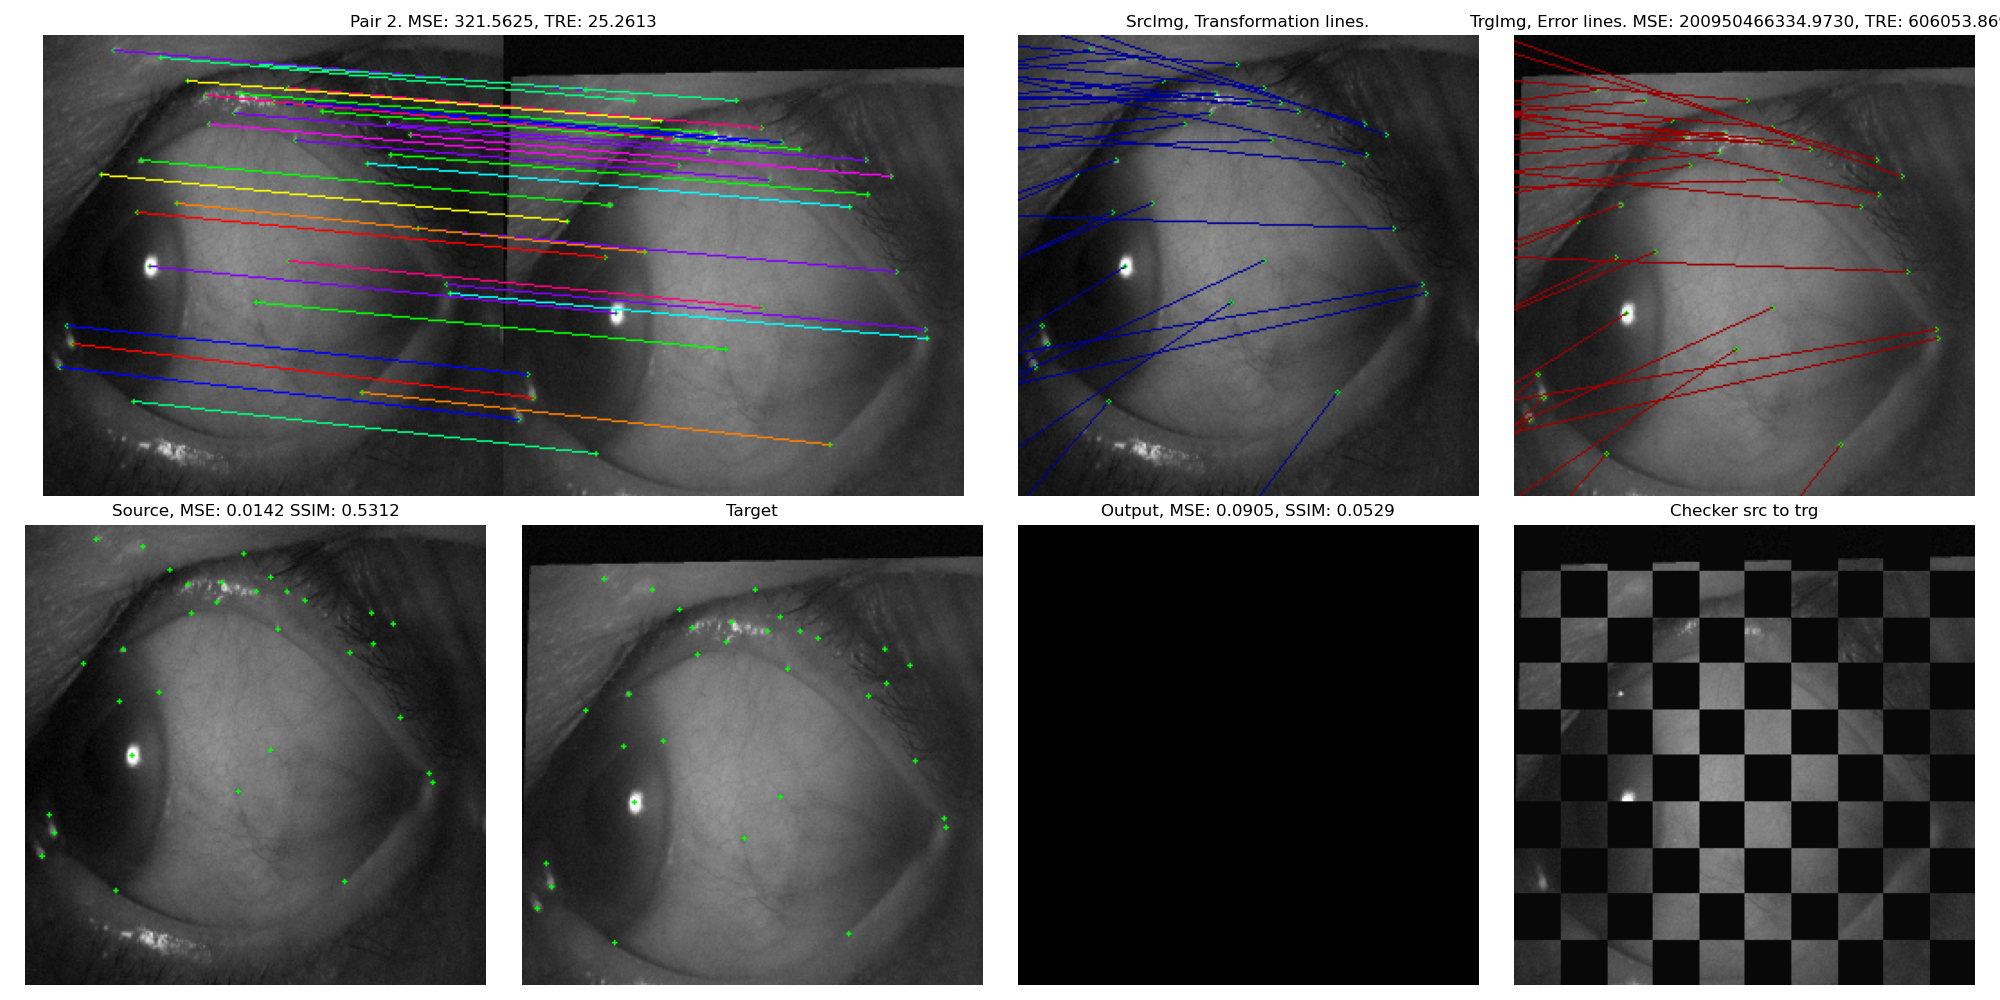 Pair 2. MSE: 321.5625, TRE: 25.2613
SrcImg, Transformation lines.
TrgImg, Error lines. MSE: 200950466334.9730, TRE: 606053.86
Source, MSE: 0.0142 SSIM: 0.5312
Target
Output, MSE: 0.0905, SSIM: 0.0529
Checker src to trg